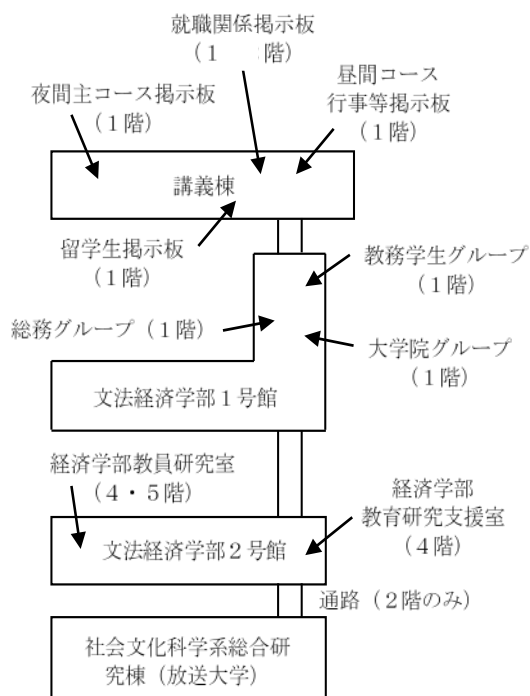 就職関係掲示板
(１ 階)
昼間コース
行事等掲示板
(１階)
夜間主コース掲示板
(１階)
講義棟
留学生掲示板
(１階)
教務学生グループ
(１階)
総務グループ（１階）
大学院グループ
(１階)
文法経済学部１号館
経済学部教員研究室
(４・５階)
経済学部
教育研究支援室
(４階)
文法経済学部２号館
通路（２階のみ）
社会文化科学系総合研
究棟（放送大学）